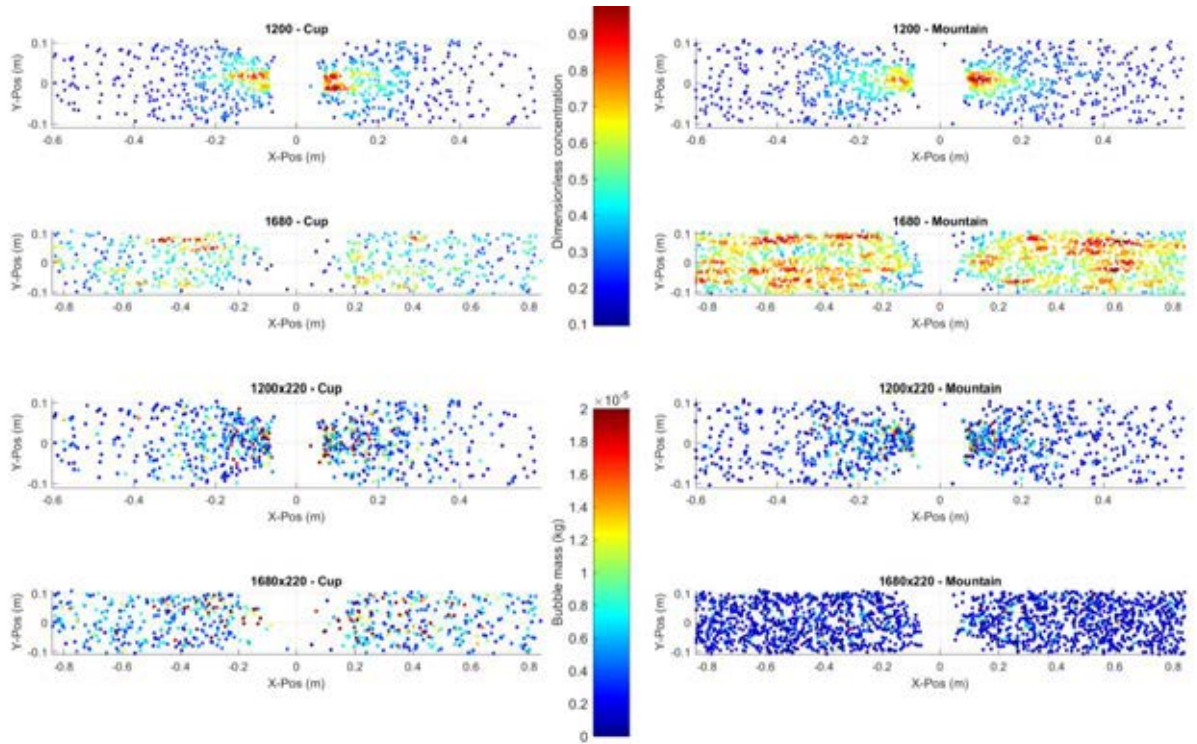 1200 - Cup
Y-Pos (m)
0.1
0
-0.1
-0.6 -0.4 -0.2 0 0.2 0.4
X-Pos (m)
1680 - Cup
Y-Pos (m)
0.1
0
-0.1
-0.8 -0.6 -0.4 -0.2 0 0.2 0.4 0.6 0.8
X-Pos (m)
Dimensionless concentration
0.9
0.8
0.7
0.6
0.5
0.4
0.3
0.2
0.1
1200 - Mountain
Y-Pos (m)
0.1
0
-0.1
-0.6 -0.4 -0.2 0 0.2 0.4
X-Pos (m)
1680 - Mountain
Y-Pos (m)
0.1
0
-0.1
-0.8 -0.6 -0.4 -0.2 0 0.2 0.4 0.6 0.8
X-Pos (m)
1200x220 - Cup
Y-Pos (m)
0.1
0
-0.1
-0.6 -0.4 -0.2 0 0.2 0.4
X-Pos (m)
1680x220 - Cup
Y-Pos (m)
0.1
0
-0.1
-0.8 -0.6 -0.4 -0.2 0 0.2 0.4 0.6 0.8
X-Pos (m)
Bubble mass (kg)
×10⁻⁵
2
1.8
1.6
1.4
1.2
1
0.8
0.6
0.4
0.2
0
1200x220 - Mountain
Y-Pos (m)
0.1
0
-0.1
-0.6 -0.4 -0.2 0 0.2 0.4
X-Pos (m)
1680x220 - Mountain
Y-Pos (m)
0.1
0
-0.1
-0.8 -0.6 -0.4 -0.2 0 0.2 0.4 0.6 0.8
X-Pos (m)